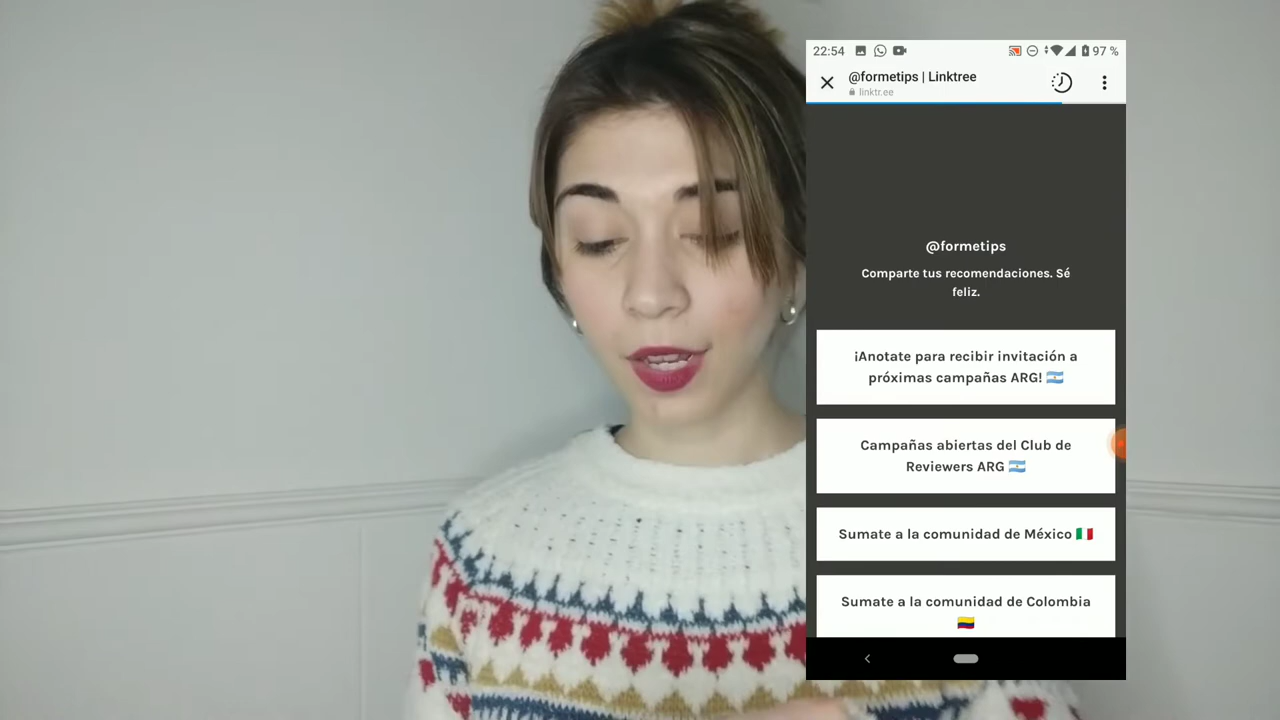 22:54
97 %
@formetips | Linktree
linktr.ee
@formetips
Comparte tus recomendaciones. Sé
feliz.
¡Anotate para recibir invitación a
próximas campañas ARG! 🇦🇷
Campañas abiertas del Club de
Reviewers ARG 🇦🇷
Sumate a la comunidad de México 🇲🇽
Sumate a la comunidad de Colombia
🇨🇴